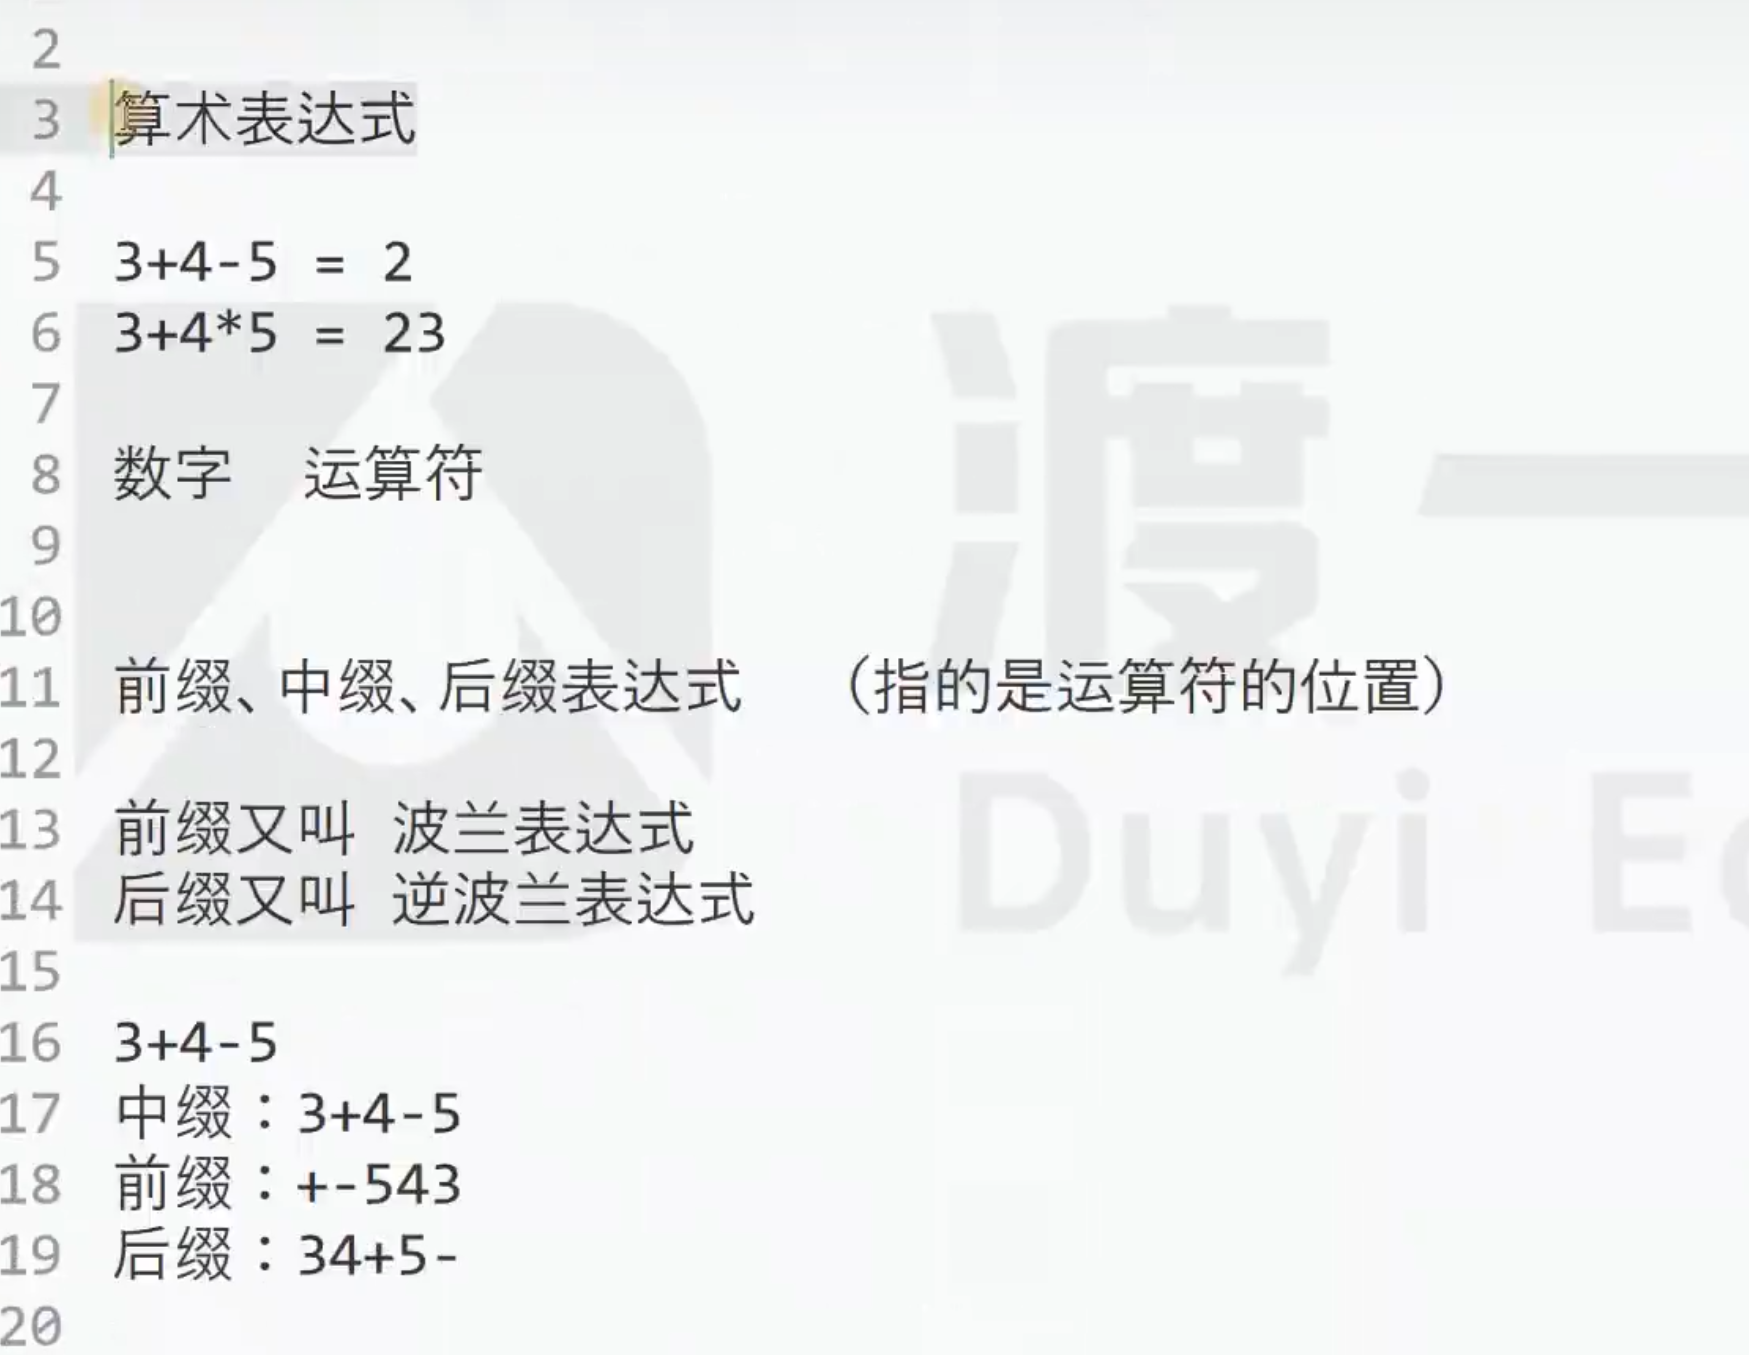 2
3 算术表达式
4
5 3+4-5 = 2
6 3+4*5 = 23
7
8 数字 运算符
9
10
11 前缀、中缀、后缀表达式 （指的是运算符的位置）
12
13 前缀又叫 波兰表达式
14 后缀又叫 逆波兰表达式
15
16 3+4-5
17 中缀：3+4-5
18 前缀：+-543
19 后缀：34+5-
20
渡一
Duyi